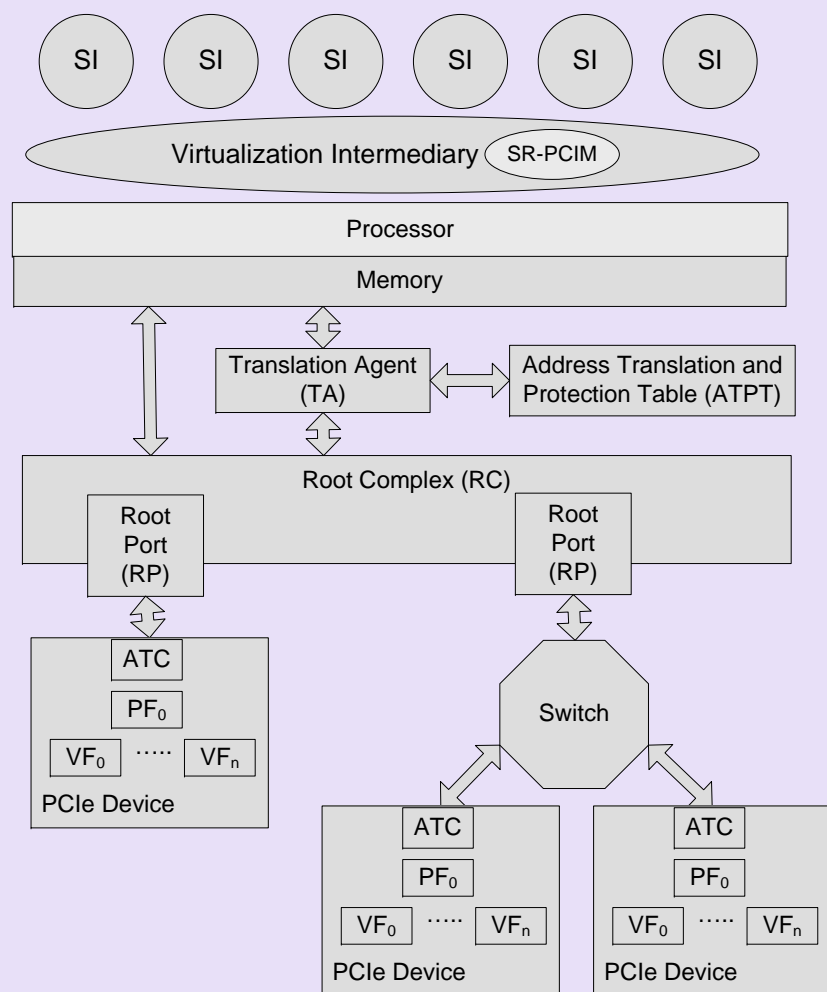 SI SI SI SI SI SI
Virtualization Intermediary SR-PCIM
Processor
Memory
Translation Agent
(TA)
Address Translation and
Protection Table (ATPT)
Root Complex (RC)
Root
Port
(RP)
Root
Port
(RP)
ATC
PF₀
VF₀ ..... VFₙ
PCIe Device
Switch
ATC
PF₀
VF₀ ..... VFₙ
PCIe Device
ATC
PF₀
VF₀ ..... VFₙ
PCIe Device